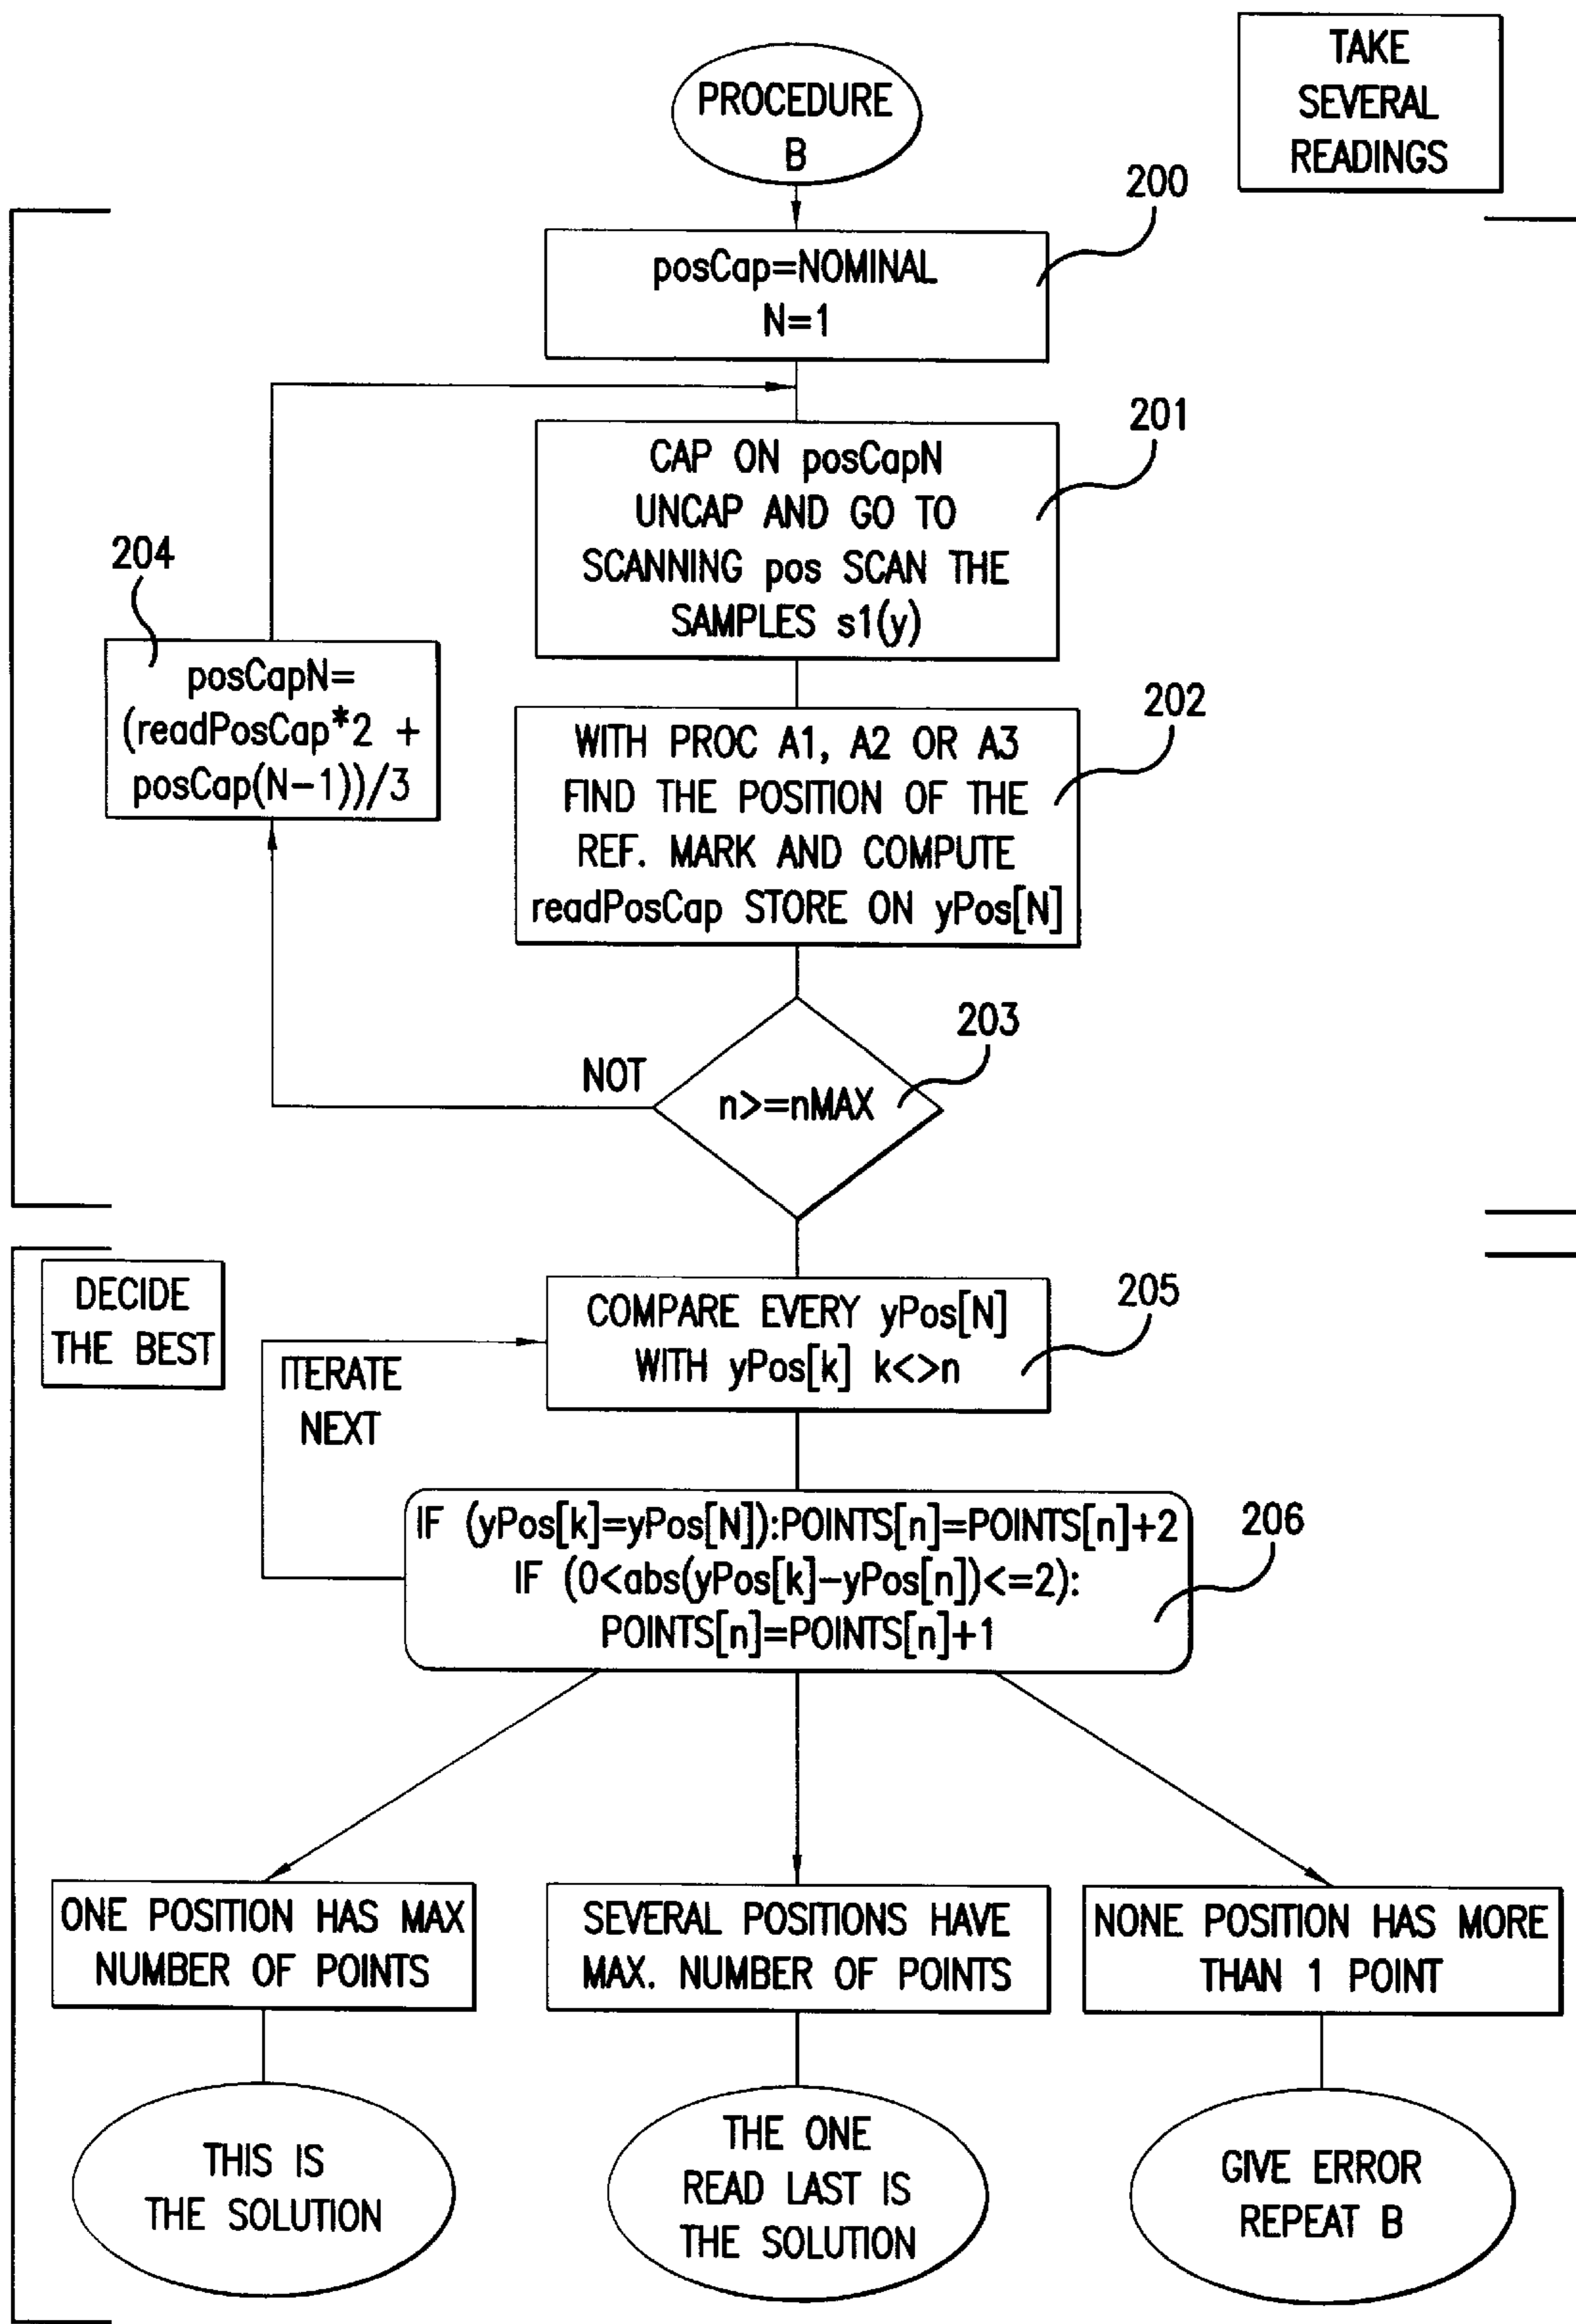 PROCEDURE
B
TAKE
SEVERAL
READINGS
200
posCap=NOMINAL
N=1
201
CAP ON posCapN
UNCAP AND GO TO
SCANNING pos SCAN THE
SAMPLES s1(y)
204
posCapN=
(readPosCap*2 +
posCap(N-1))/3
202
WITH PROC A1, A2 OR A3
FIND THE POSITION OF THE
REF. MARK AND COMPUTE
readPosCap STORE ON yPos[N]
203
NOT
n>=nMAX
DECIDE
THE BEST
205
COMPARE EVERY yPos[N]
WITH yPos[k] k<>n
ITERATE
NEXT
206
IF (yPos[k]=yPos[N]):POINTS[n]=POINTS[n]+2
IF (0<abs(yPos[k]-yPos[n])<=2):
POINTS[n]=POINTS[n]+1
ONE POSITION HAS MAX
NUMBER OF POINTS
SEVERAL POSITIONS HAVE
MAX. NUMBER OF POINTS
NONE POSITION HAS MORE
THAN 1 POINT
THIS IS
THE SOLUTION
THE ONE
READ LAST IS
THE SOLUTION
GIVE ERROR
REPEAT B